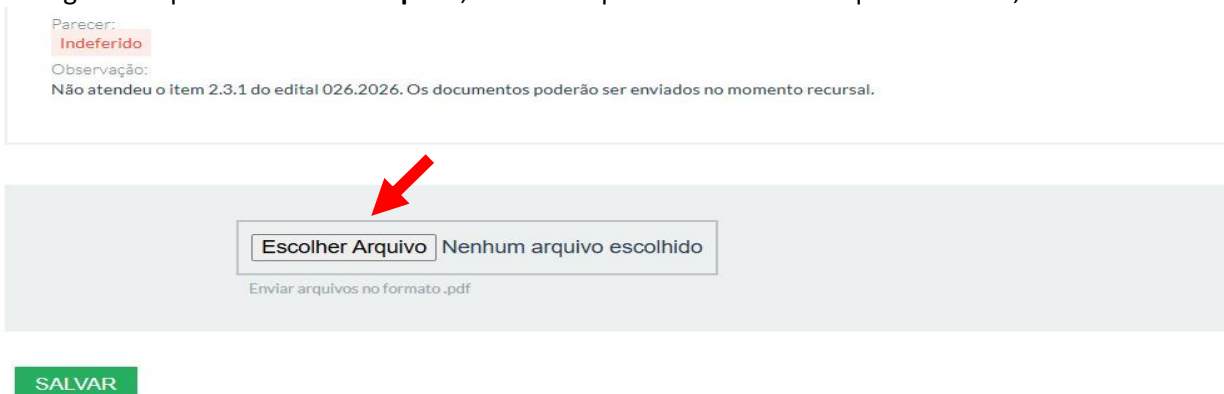 Parecer:
Indeferido
Observação:
Não atendeu o item 2.3.1 do edital 026.2026. Os documentos poderão ser enviados no momento recursal.
Escolher Arquivo Nenhum arquivo escolhido
Enviar arquivos no formato .pdf
SALVAR